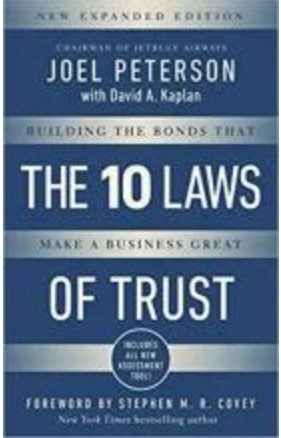 NEW EXPANDED EDITION
CHAIRMAN OF JETBLUE AIRWAYS
JOEL PETERSON
with David A. Kaplan
BUILDING THE BONDS THAT
THE 10 LAWS
MAKE A BUSINESS GREAT
OF TRUST
INCLUDES
ALL NEW
ASSESSMENT
TOOL!
FOREWORD BY STEPHEN M. R. COVEY
New York Times bestselling author